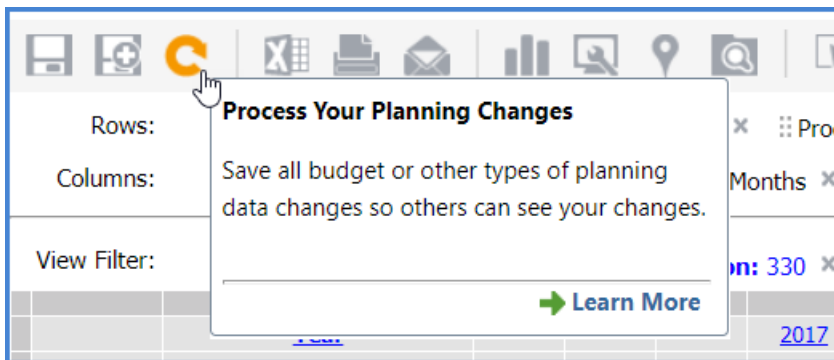 Process Your Planning Changes
Rows:
Save all budget or other types of planning
Columns:
Months
data changes so others can see your changes.
View Filter:
330
Learn More
2017